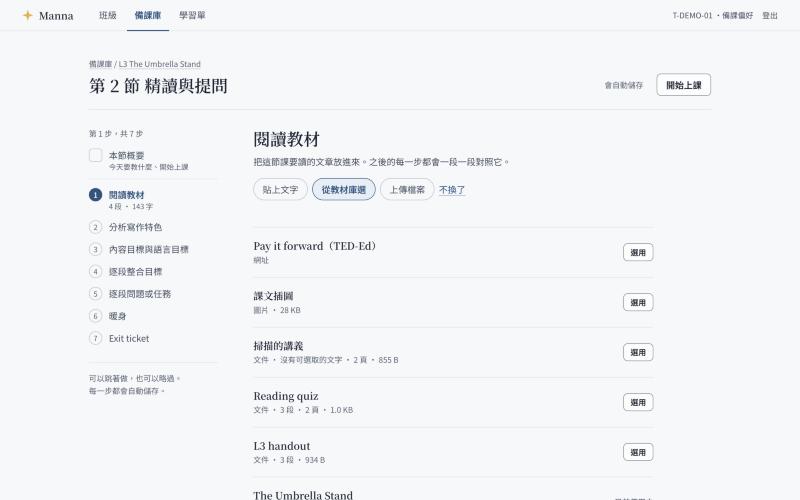 Manna
班級
備課庫
學習單
T-DEMO-01 ・備課偏好
登出
備課庫 / L3 The Umbrella Stand
第 2 節 精讀與提問
會自動儲存
開始上課
第 1 步，共 7 步
本節概要
今天要教什麼、開始上課
1 閱讀教材
4 段 ・ 143 字
2 分析寫作特色
3 內容目標與語言目標
4 逐段整合目標
5 逐段問題或任務
6 暖身
7 Exit ticket
可以跳著做，也可以略過。
每一步都會自動儲存。
閱讀教材
把這節課要讀的文章放進來。之後的每一步都會一段一段對照它。
貼上文字
從教材庫選
上傳檔案
不換了
Pay it forward（TED-Ed）
網址
選用
課文插圖
圖片 ・ 28 KB
選用
掃描的講義
文件 ・ 沒有可選取的文字 ・ 2 頁 ・ 855 B
選用
Reading quiz
文件 ・ 3 段 ・ 2 頁 ・ 1.0 KB
選用
L3 handout
文件 ・ 3 段 ・ 934 B
選用
The Umbrella Stand